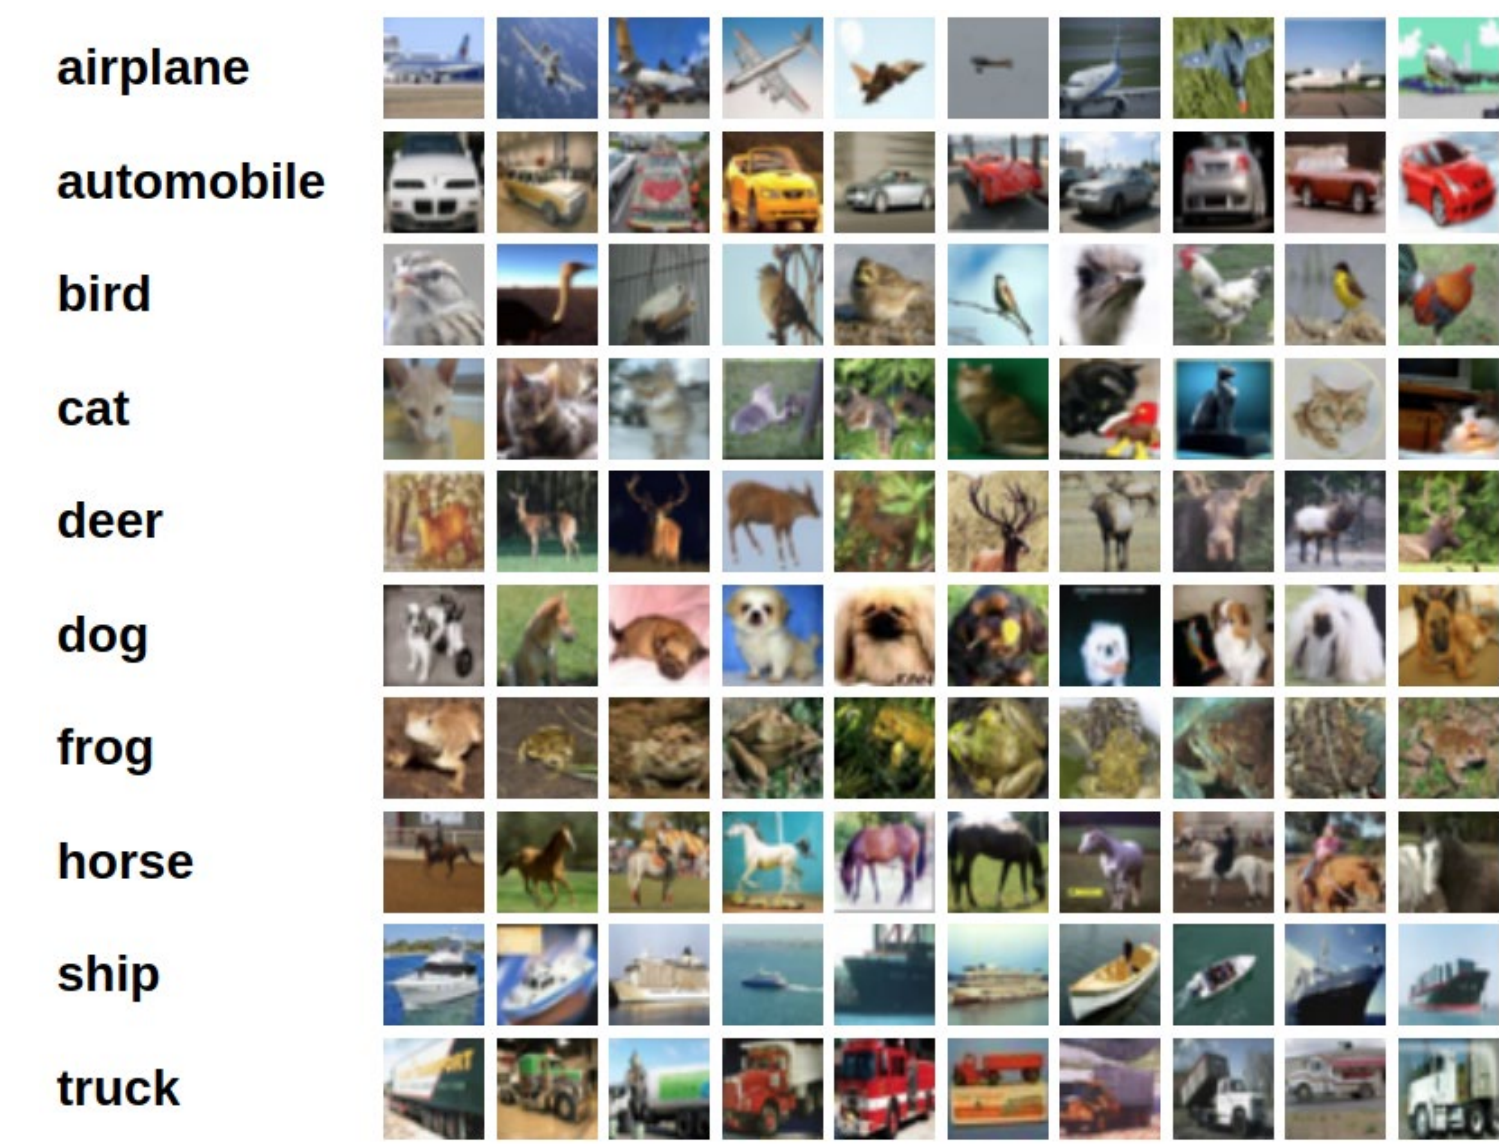 airplane
automobile
bird
cat
deer
dog
frog
horse
ship
truck